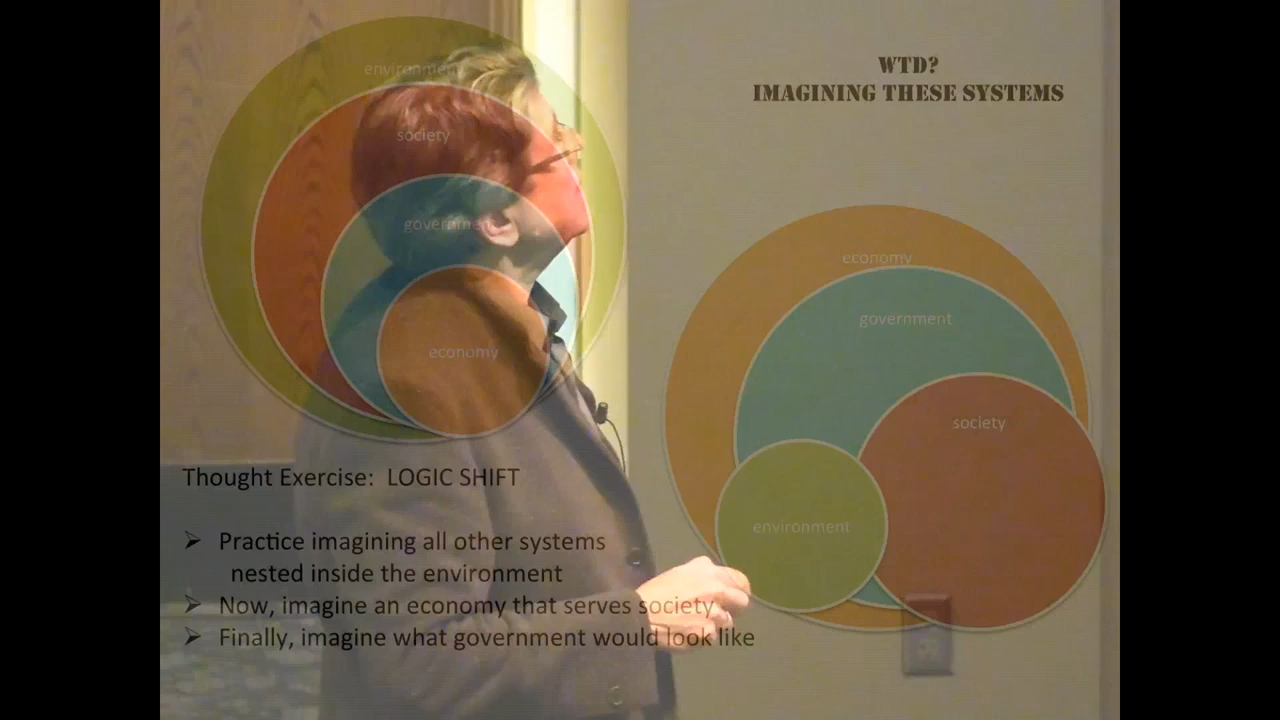 WTD?
IMAGINING THESE SYSTEMS
environment
society
government
economy
economy
government
society
environment
Thought Exercise: LOGIC SHIFT
➢ Practice imagining all other systems
nested inside the environment
➢ Now, imagine an economy that serves society
➢ Finally, imagine what government would look like